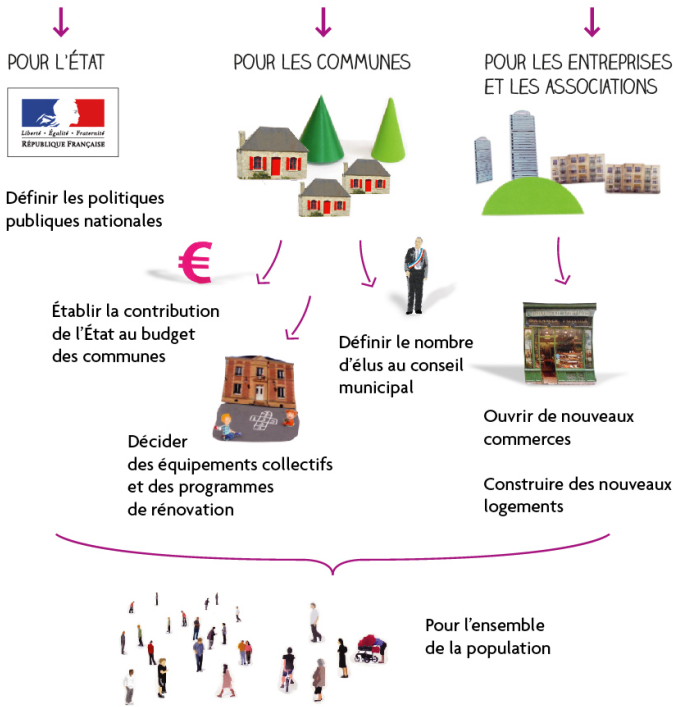 POUR L'ÉTAT
Liberté • Égalité • Fraternité
RÉPUBLIQUE FRANÇAISE
Définir les politiques
publiques nationales
POUR LES COMMUNES
€
Établir la contribution
de l'État au budget
des communes
Décider
des équipements collectifs
et des programmes
de rénovation
Définir le nombre
d'élus au conseil
municipal
POUR LES ENTREPRISES
ET LES ASSOCIATIONS
Ouvrir de nouveaux
commerces
Construire des nouveaux
logements
Pour l'ensemble
de la population